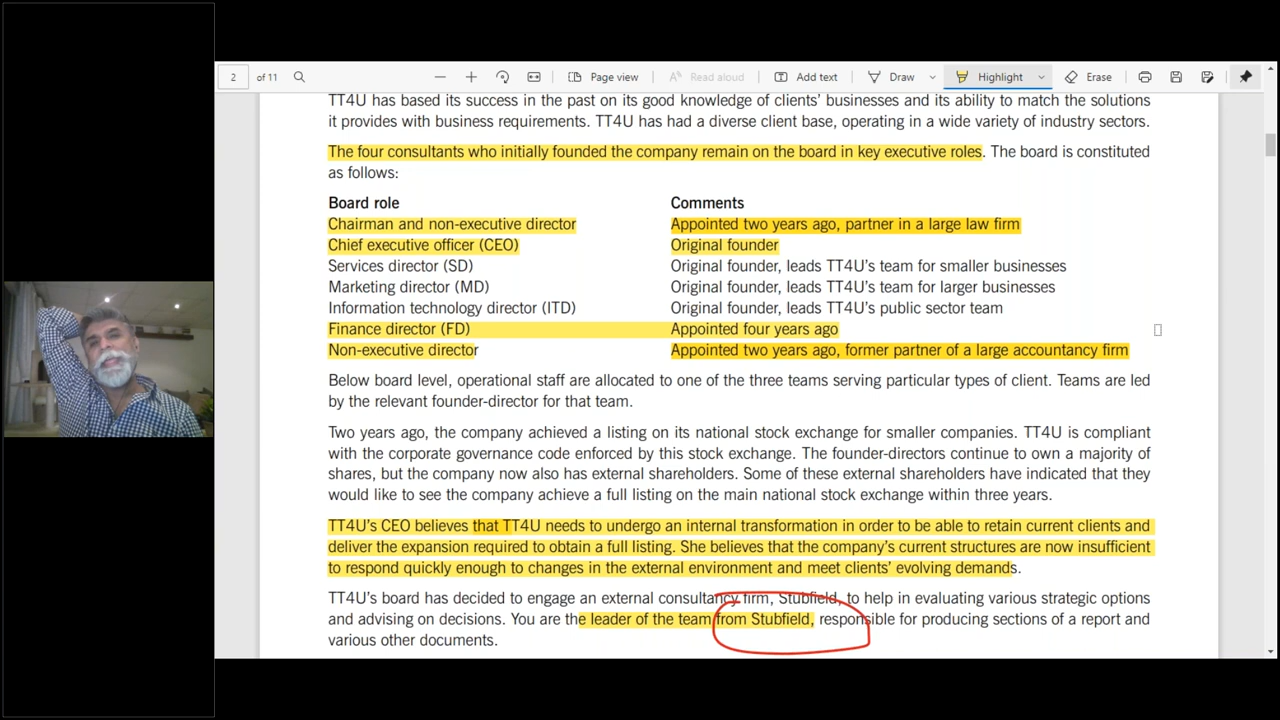 2 of 11 Page view Read aloud Add text Draw Highlight Erase
TT4U has based its success in the past on its good knowledge of clients' businesses and its ability to match the solutions
it provides with business requirements. TT4U has had a diverse client base, operating in a wide variety of industry sectors.
The four consultants who initially founded the company remain on the board in key executive roles. The board is constituted
as follows:
Board role Comments
Chairman and non-executive director Appointed two years ago, partner in a large law firm
Chief executive officer (CEO) Original founder
Services director (SD) Original founder, leads TT4U's team for smaller businesses
Marketing director (MD) Original founder, leads TT4U's team for larger businesses
Information technology director (ITD) Original founder, leads TT4U's public sector team
Finance director (FD) Appointed four years ago
Non-executive director Appointed two years ago, former partner of a large accountancy firm
Below board level, operational staff are allocated to one of the three teams serving particular types of client. Teams are led
by the relevant founder-director for that team.
Two years ago, the company achieved a listing on its national stock exchange for smaller companies. TT4U is compliant
with the corporate governance code enforced by this stock exchange. The founder-directors continue to own a majority of
shares, but the company now also has external shareholders. Some of these external shareholders have indicated that they
would like to see the company achieve a full listing on the main national stock exchange within three years.
TT4U's CEO believes that TT4U needs to undergo an internal transformation in order to be able to retain current clients and
deliver the expansion required to obtain a full listing. She believes that the company's current structures are now insufficient
to respond quickly enough to changes in the external environment and meet clients' evolving demands.
TT4U's board has decided to engage an external consultancy firm, Stubfield, to help in evaluating various strategic options
and advising on decisions. You are the leader of the team from Stubfield, responsible for producing sections of a report and
various other documents.